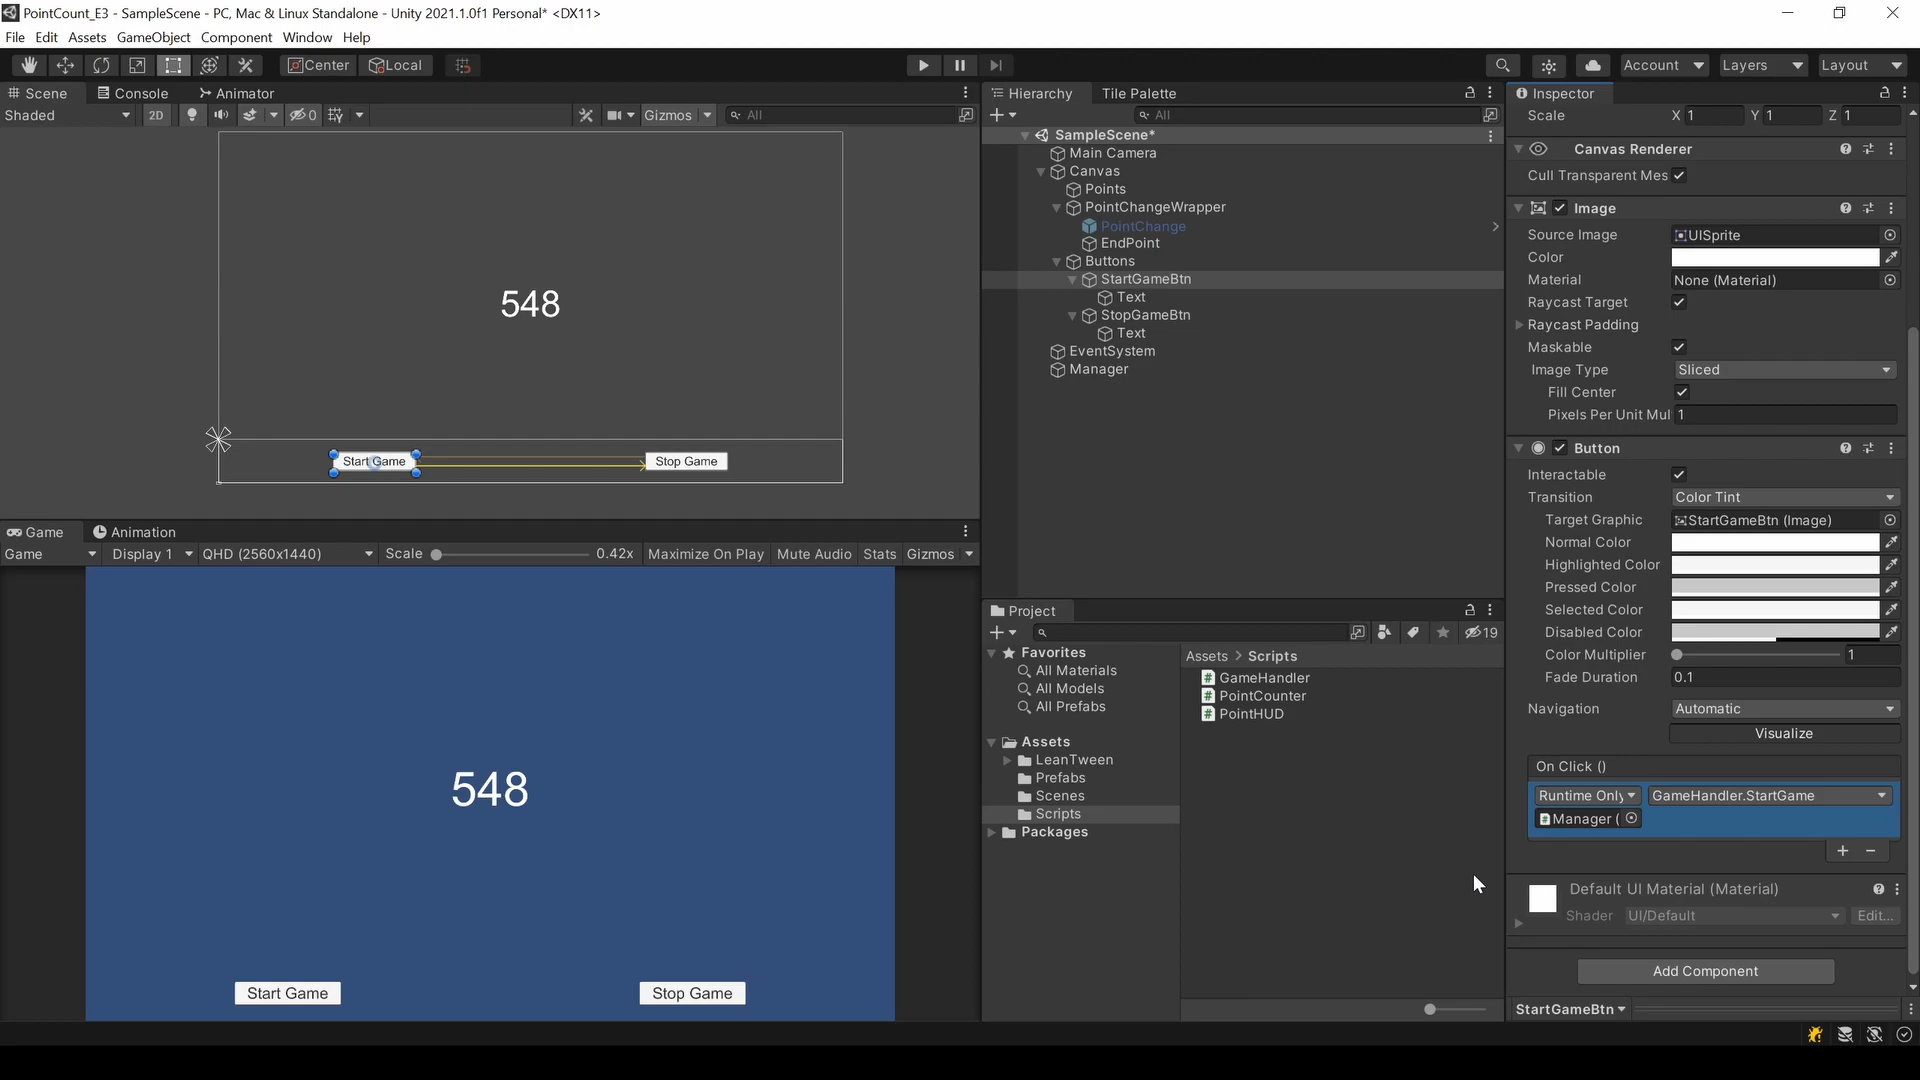 PointCount_E3 - SampleScene - PC, Mac & Linux Standalone - Unity 2021.1.0f1 Personal* <DX11>
File Edit Assets GameObject Component Window Help
Center Local Account Layers Layout
Scene Console Animator
Shaded 2D 0 Gizmos All
548
Start Game Stop Game
Game Animation
Game Display 1 QHD (2560x1440) Scale 0.42x Maximize On Play Mute Audio Stats Gizmos
548
Start Game Stop Game
Hierarchy Tile Palette
All
SampleScene*
Main Camera
Canvas
Points
PointChangeWrapper
PointChange
EndPoint
Buttons
StartGameBtn
Text
StopGameBtn
Text
EventSystem
Manager
Project
19
Favorites
All Materials
All Models
All Prefabs
Assets
LeanTween
Prefabs
Scenes
Scripts
Packages
Assets > Scripts
GameHandler
PointCounter
PointHUD
Inspector
Scale X 1 Y 1 Z 1
Canvas Renderer
Cull Transparent Mes
Image
Source Image UISprite
Color
Material None (Material)
Raycast Target
Raycast Padding
Maskable
Image Type Sliced
Fill Center
Pixels Per Unit Mul 1
Button
Interactable
Transition Color Tint
Target Graphic StartGameBtn (Image)
Normal Color
Highlighted Color
Pressed Color
Selected Color
Disabled Color
Color Multiplier 1
Fade Duration 0.1
Navigation Automatic
Visualize
On Click ()
Runtime Only GameHandler.StartGame
Manager (
+ −
Default UI Material (Material)
Shader UI/Default Edit...
Add Component
StartGameBtn